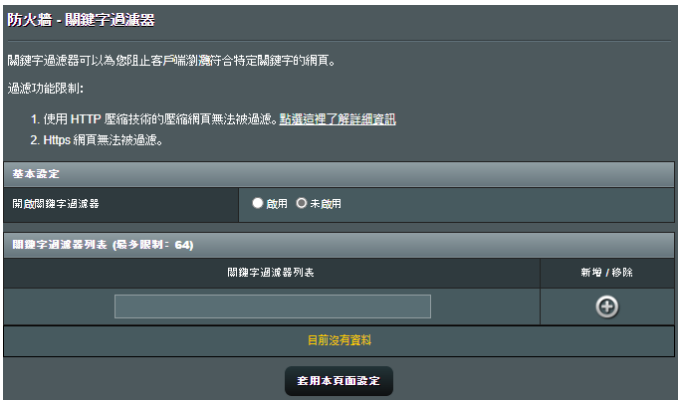 防火牆 - 關鍵字過濾器
關鍵字過濾器可以為您阻止客戶端瀏覽符合特定關鍵字的網頁。
過濾功能限制:
1. 使用 HTTP 壓縮技術的壓縮網頁無法被過濾。點選這裡了解詳細資訊
2. Https 網頁無法被過濾。
基本設定
開啟關鍵字過濾器 啟用 未啟用
關鍵字過濾器列表 (最多限制：64)
關鍵字過濾器列表 新增 / 移除
目前沒有資料
套用本頁面設定